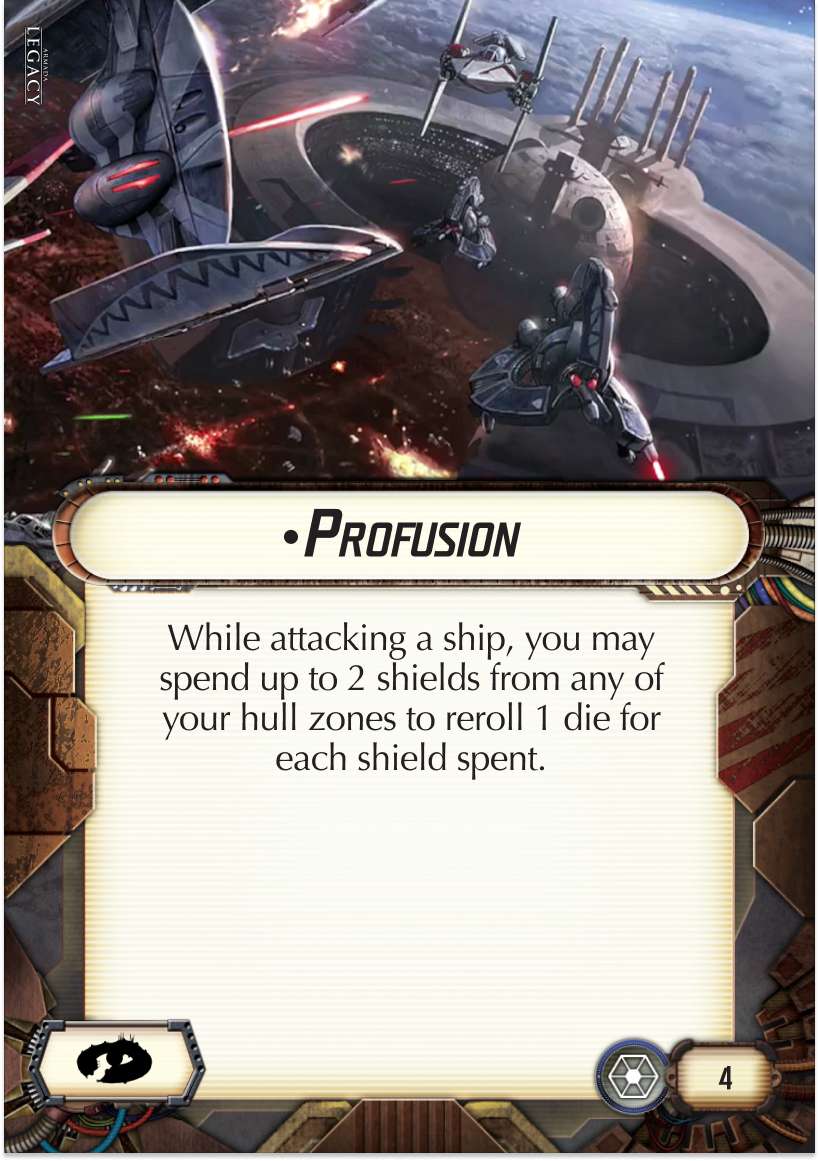 ARMADA
LEGACY
•PROFUSION
While attacking a ship, you may
spend up to 2 shields from any of
your hull zones to reroll 1 die for
each shield spent.
4